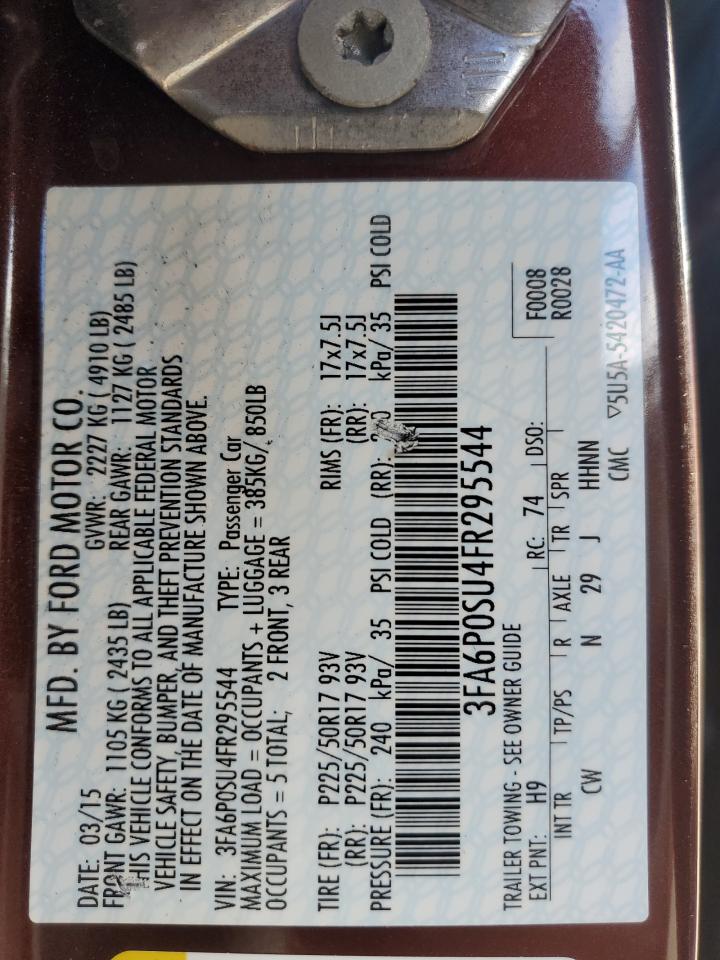 MFD. BY FORD MOTOR CO.
DATE: 03/15 GVWR: 2227 KG ( 4910 LB)
FRONT GAWR: 1105 KG ( 2435 LB) REAR GAWR: 1127 KG ( 2485 LB)
THIS VEHICLE CONFORMS TO ALL APPLICABLE FEDERAL MOTOR
VEHICLE SAFETY, BUMPER, AND THEFT PREVENTION STANDARDS
IN EFFECT ON THE DATE OF MANUFACTURE SHOWN ABOVE.
VIN: 3FA6P0SU4FR295544 TYPE: Passenger Car
MAXIMUM LOAD = OCCUPANTS + LUGGAGE = 385KG/ 850LB
OCCUPANTS = 5 TOTAL; 2 FRONT, 3 REAR
TIRE (FR): P225/50R17 93V RIMS (FR): 17x7.5J
(RR): P225/50R17 93V (RR): 17x7.5J
PRESSURE (FR): 240 kPa/ 35 PSI COLD (RR): kPa/ 35 PSI COLD
3FA6P0SU4FR295544
TRAILER TOWING - SEE OWNER GUIDE F0008
EXT PNT: H9 RC: 74 DSO: R0028
INT TR TP/PS R AXLE TR SPR
CW N 29 J HHNN
CMC ▽5U5A-5420472-AA